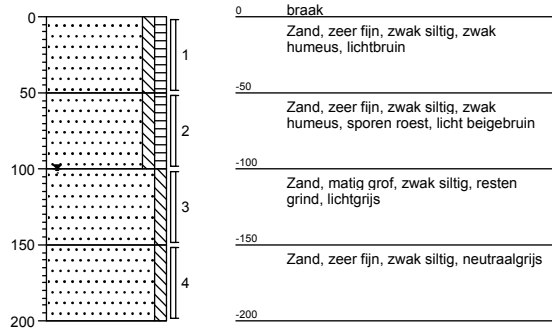 0
50
100
150
200
1
2
3
4
0 braak
Zand, zeer fijn, zwak siltig, zwak
humeus, lichtbruin
-50
Zand, zeer fijn, zwak siltig, zwak
humeus, sporen roest, licht beigebruin
-100
Zand, matig grof, zwak siltig, resten
grind, lichtgrijs
-150
Zand, zeer fijn, zwak siltig, neutraalgrijs
-200